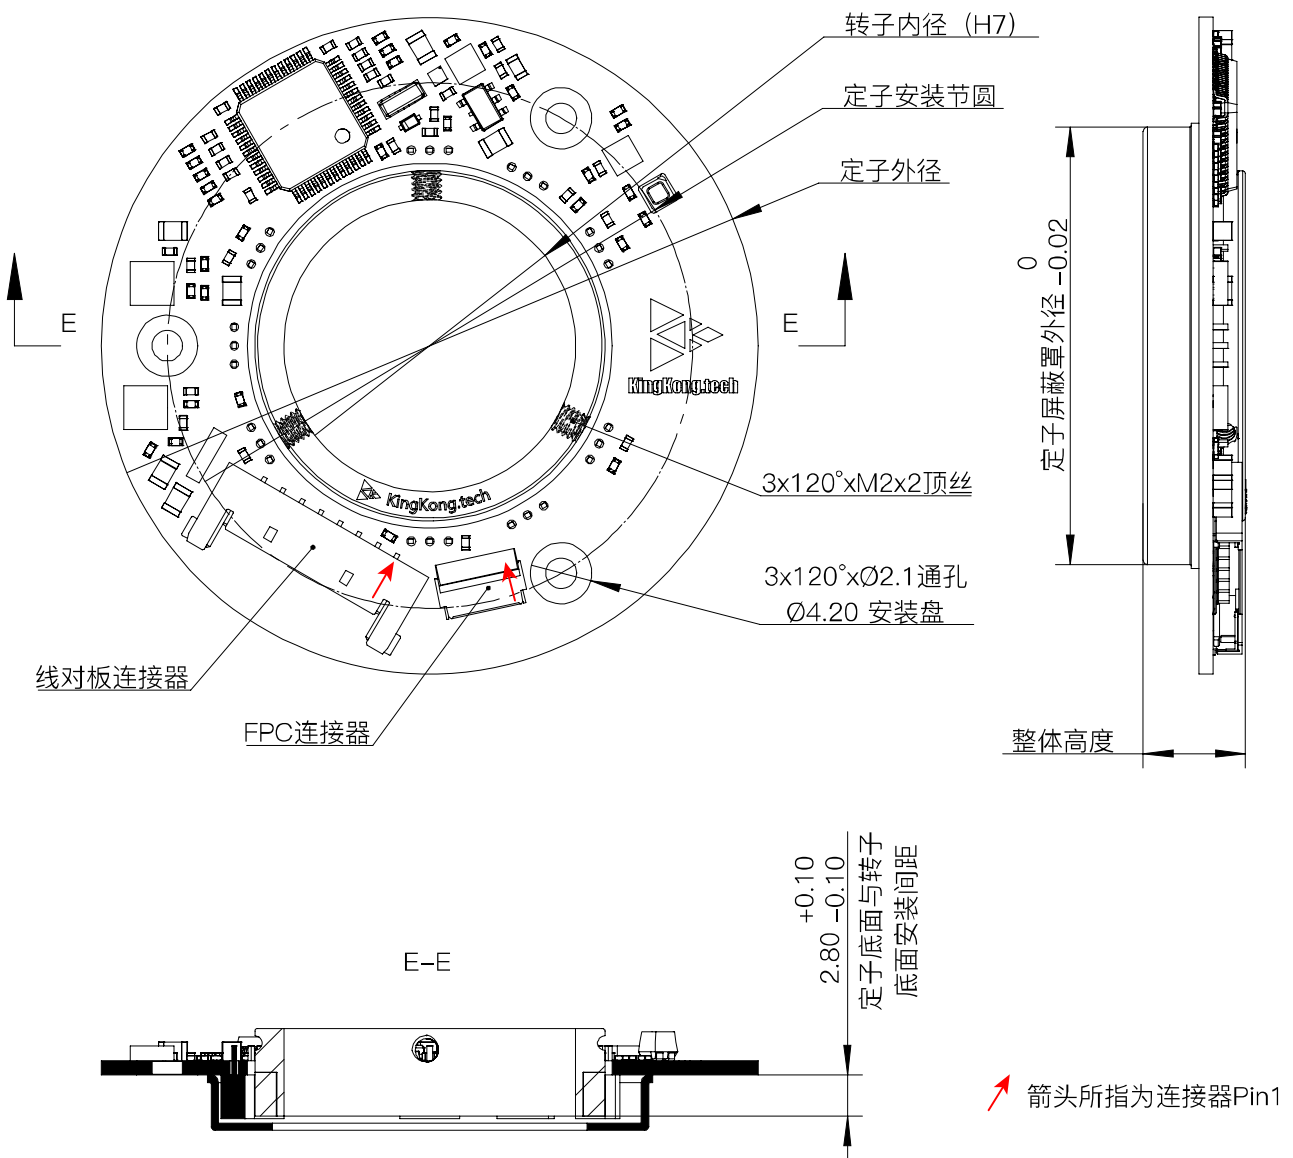 转子内径（H7）
定子安装节圆
定子外径
E
E
KingKong.tech
KingKong.tech
3x120°xM2x2顶丝
3x120°xØ2.1通孔
Ø4.20 安装盘
线对板连接器
FPC连接器
0
定子屏蔽罩外径 -0.02
整体高度
E-E
+0.10
2.80 -0.10
定子底面与转子
底面安装间距
箭头所指为连接器Pin1